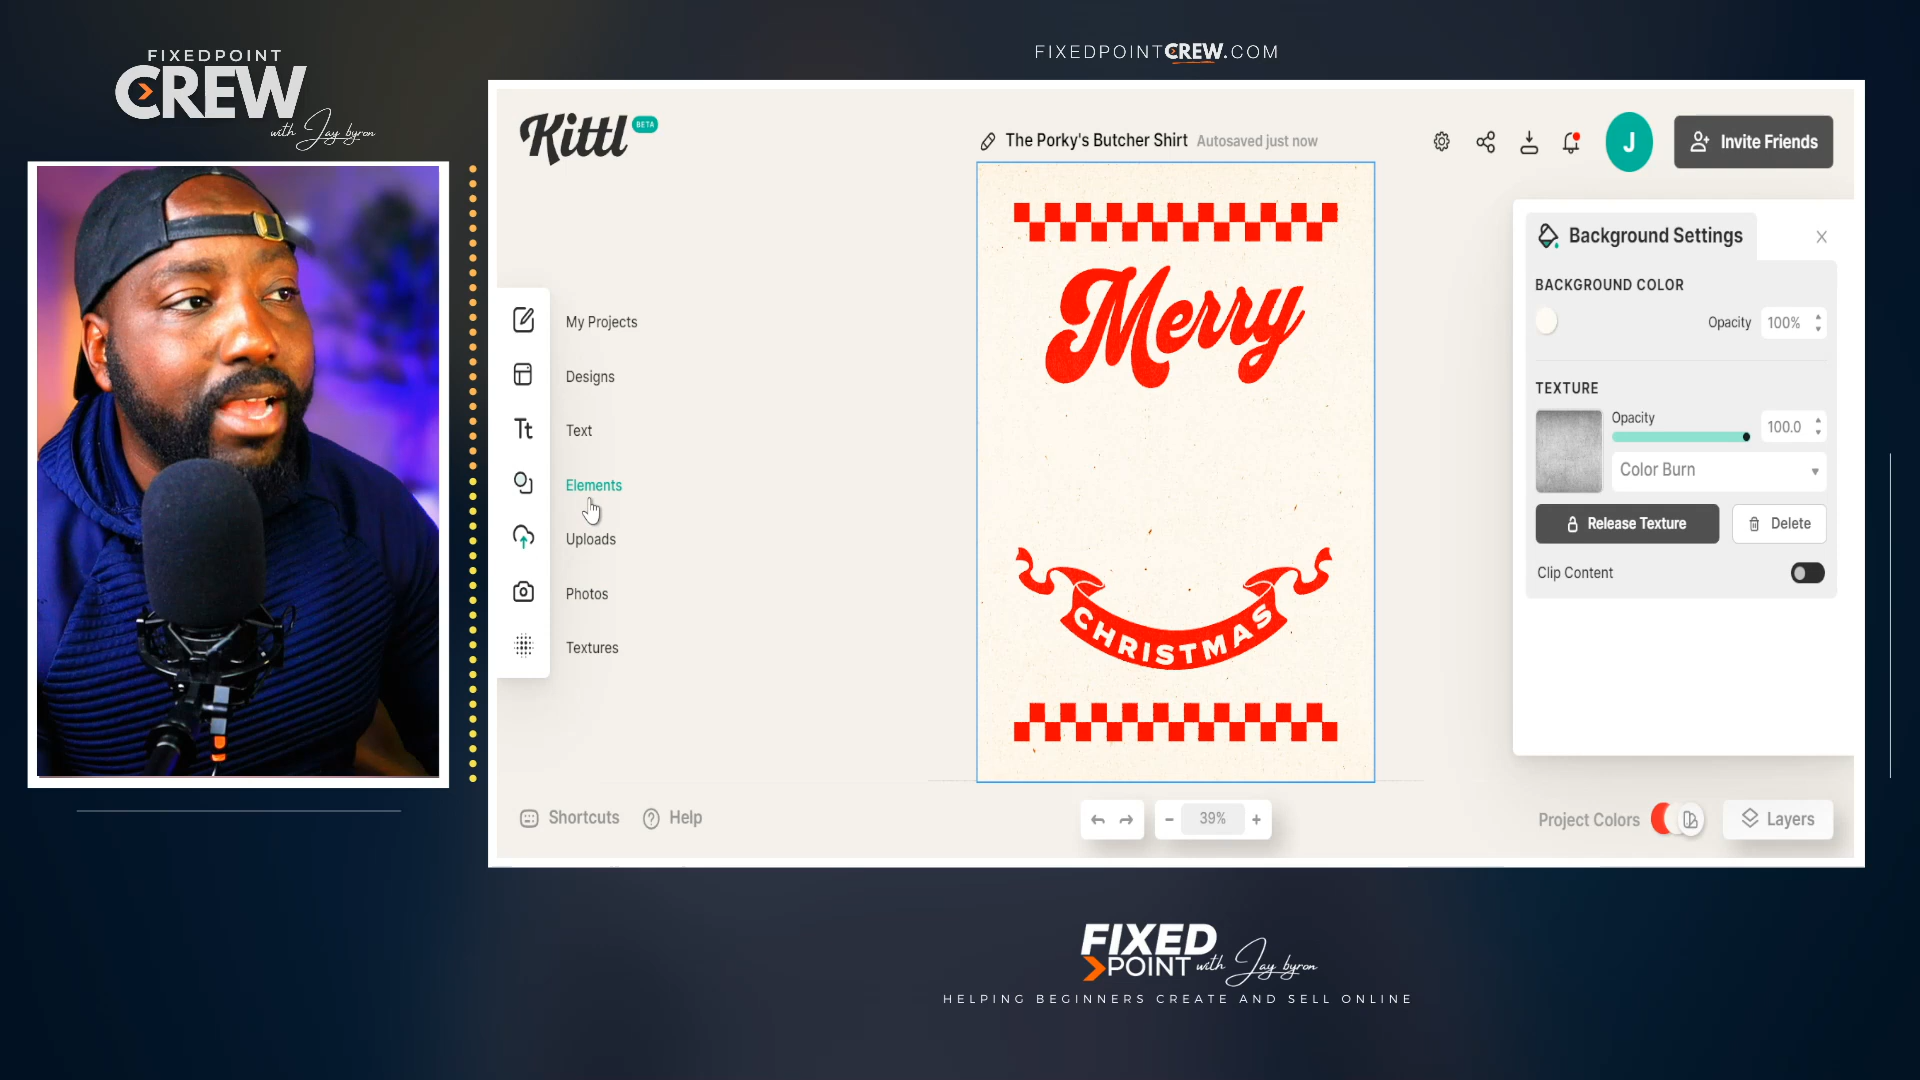 FIXEDPOINT
CREW
with Jay byron
FIXEDPOINTCREW.COM
Kittl BETA
The Porky's Butcher Shirt Autosaved just now
J
Invite Friends
My Projects
Designs
Text
Elements
Uploads
Photos
Textures
Merry
CHRISTMAS
Background Settings
BACKGROUND COLOR
Opacity 100%
TEXTURE
Opacity
100.0
Color Burn
Release Texture
Delete
Clip Content
Shortcuts
Help
39%
Project Colors
Layers
FIXED
POINT with Jay byron
HELPING BEGINNERS CREATE AND SELL ONLINE